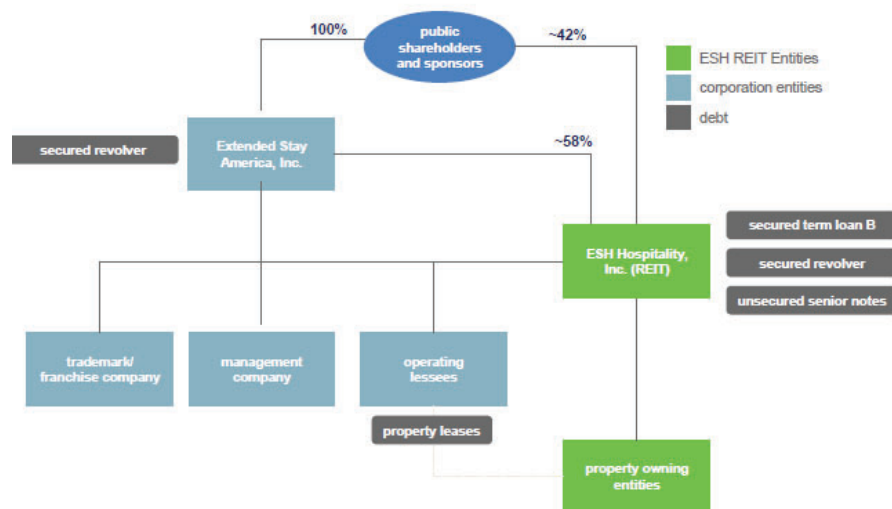 100%
public
shareholders
and sponsors
~42%
ESH REIT Entities
corporation entities
debt
secured revolver
Extended Stay
America, Inc.
~58%
ESH Hospitality,
Inc. (REIT)
secured term loan B
secured revolver
unsecured senior notes
trademark/
franchise company
management
company
operating
lessees
property leases
property owning
entities